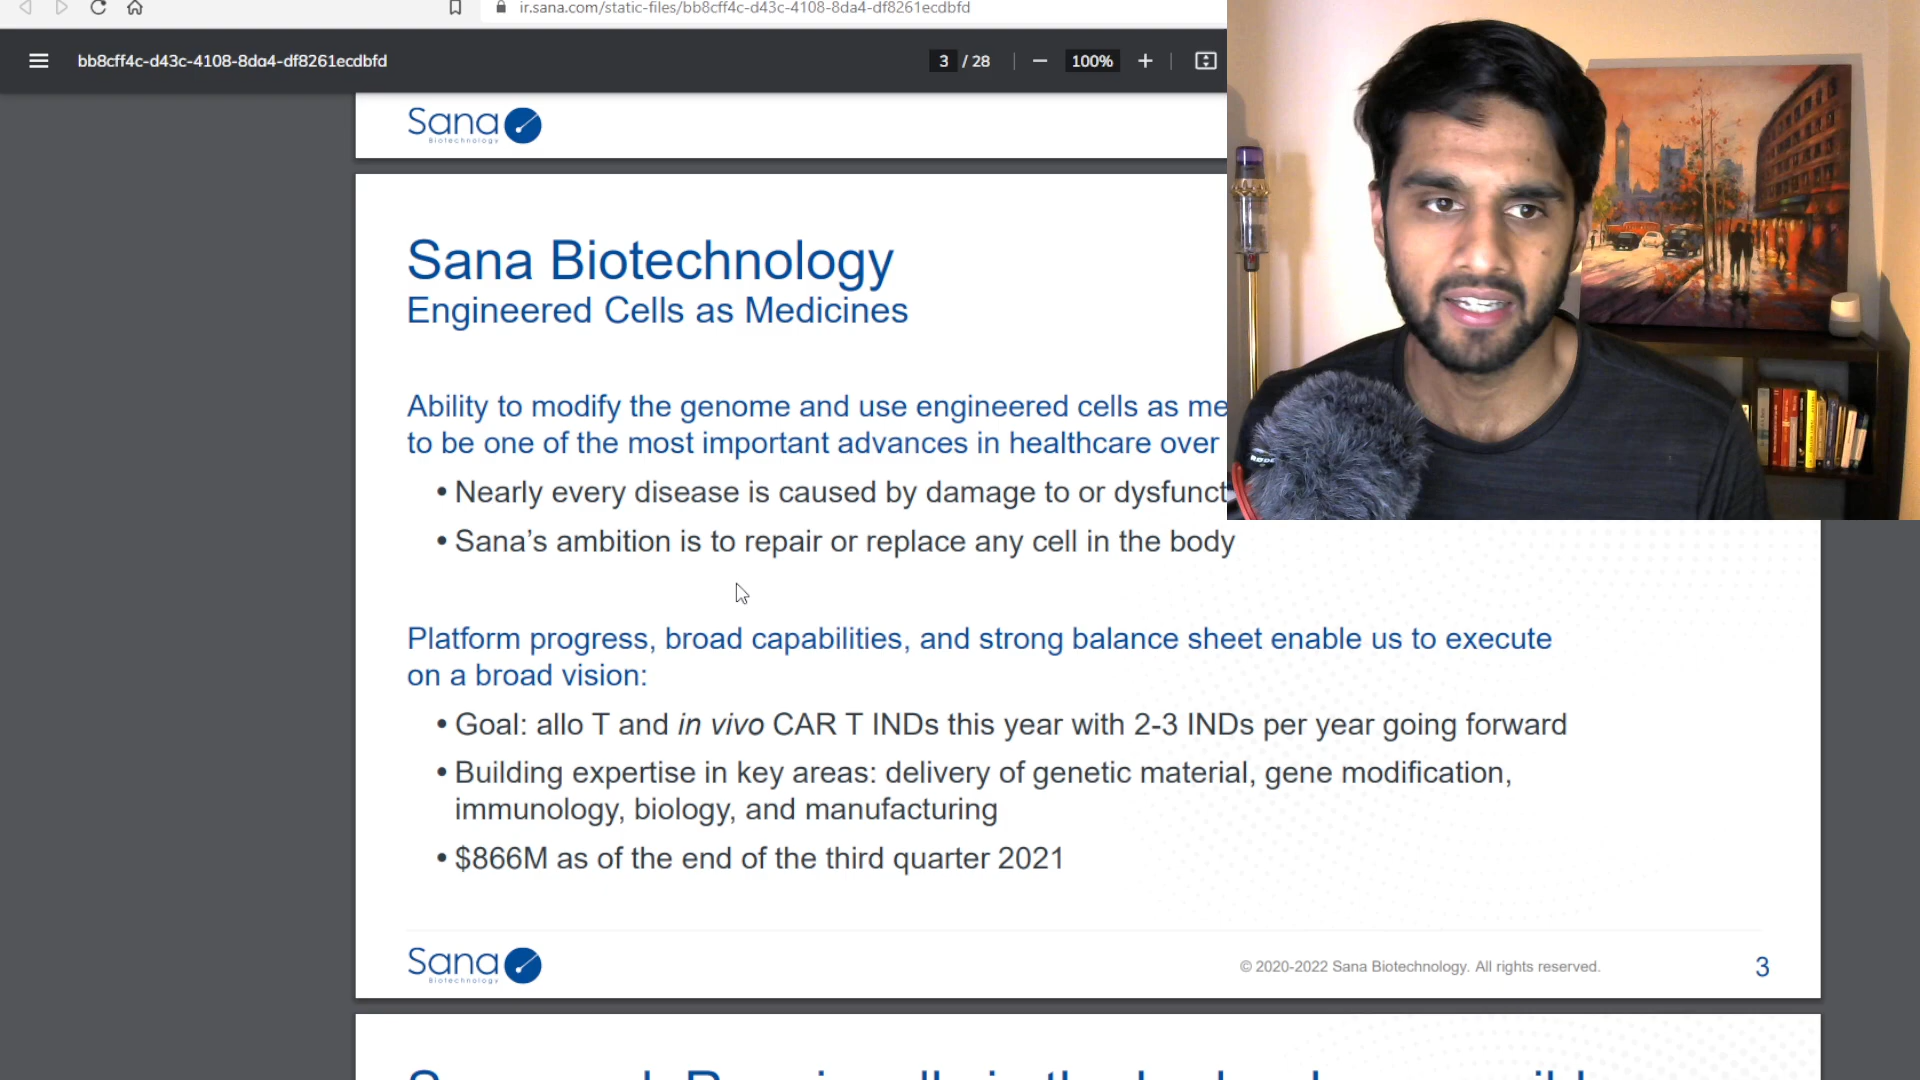 ir.sana.com/static-files/bb8cff4c-d43c-4108-8da4-df8261ecdbfd
bb8cff4c-d43c-4108-8da4-df8261ecdbfd
3 / 28
100%
Sana
Biotechnology
Sana Biotechnology
Engineered Cells as Medicines
Ability to modify the genome and use engineered cells as me
to be one of the most important advances in healthcare over
• Nearly every disease is caused by damage to or dysfunct
• Sana’s ambition is to repair or replace any cell in the body
Platform progress, broad capabilities, and strong balance sheet enable us to execute
on a broad vision:
• Goal: allo T and in vivo CAR T INDs this year with 2-3 INDs per year going forward
• Building expertise in key areas: delivery of genetic material, gene modification,
immunology, biology, and manufacturing
• $866M as of the end of the third quarter 2021
Sana
Biotechnology
© 2020-2022 Sana Biotechnology. All rights reserved.
3
RODE